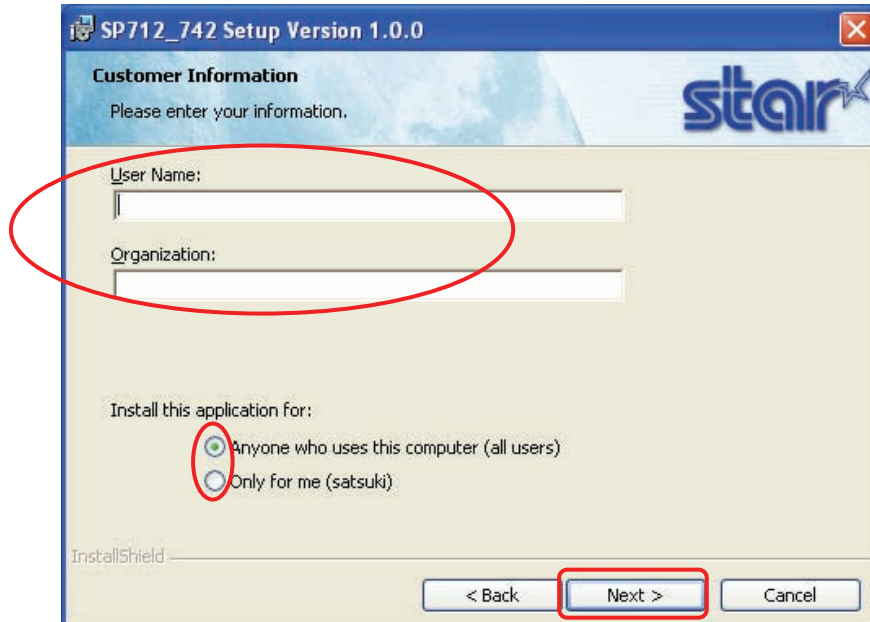 SP712_742 Setup Version 1.0.0
Customer Information
Please enter your information.
star
User Name:
Organization:
Install this application for:
Anyone who uses this computer (all users)
Only for me (satsuki)
InstallShield
< Back Next > Cancel